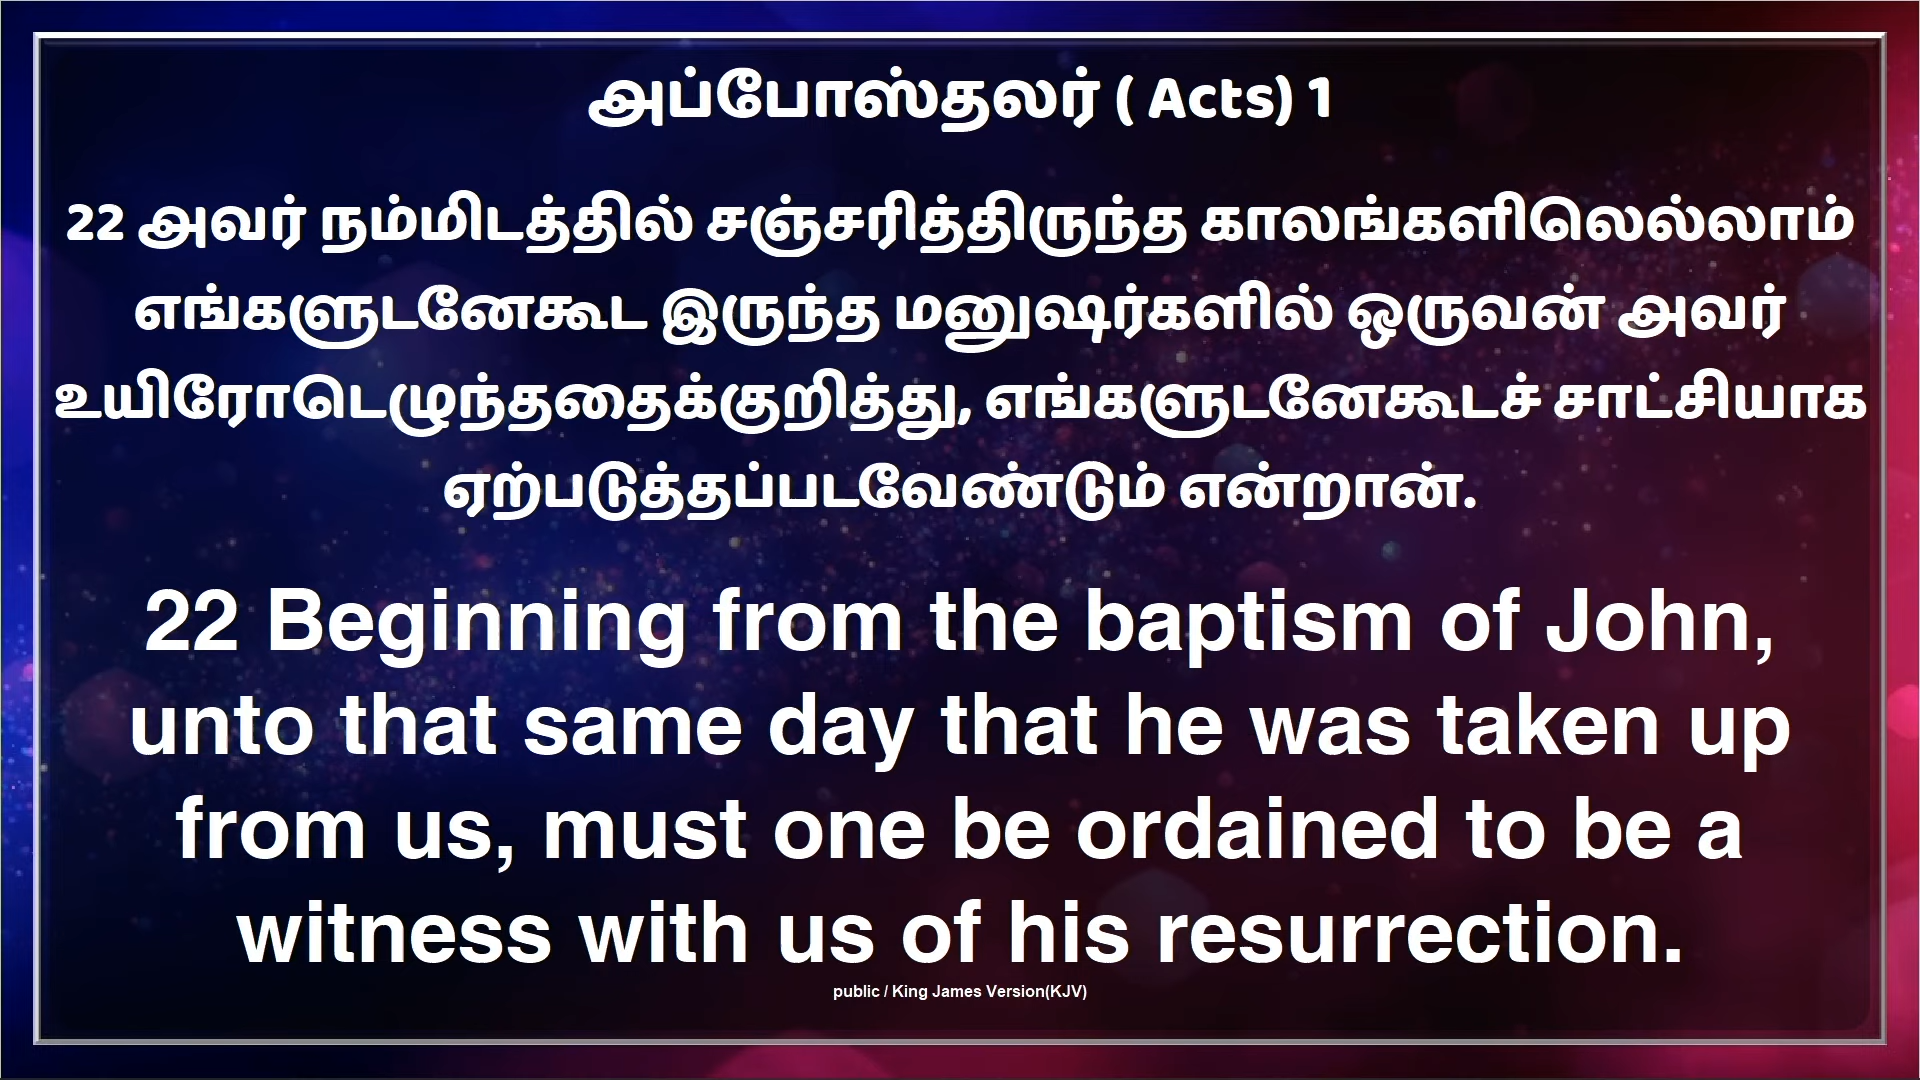 அப்போஸ்தலர் ( Acts) 1
22 அவர் நம்மிடத்தில் சஞ்சரித்திருந்த காலங்களிலெல்லாம்
எங்களுடனேகூட இருந்த மனுஷர்களில் ஒருவன் அவர்
உயிரோடெழுந்ததைக்குறித்து, எங்களுடனேகூடச் சாட்சியாக
ஏற்படுத்தப்படவேண்டும் என்றான்.
22 Beginning from the baptism of John,
unto that same day that he was taken up
from us, must one be ordained to be a
witness with us of his resurrection.
public / King James Version(KJV)